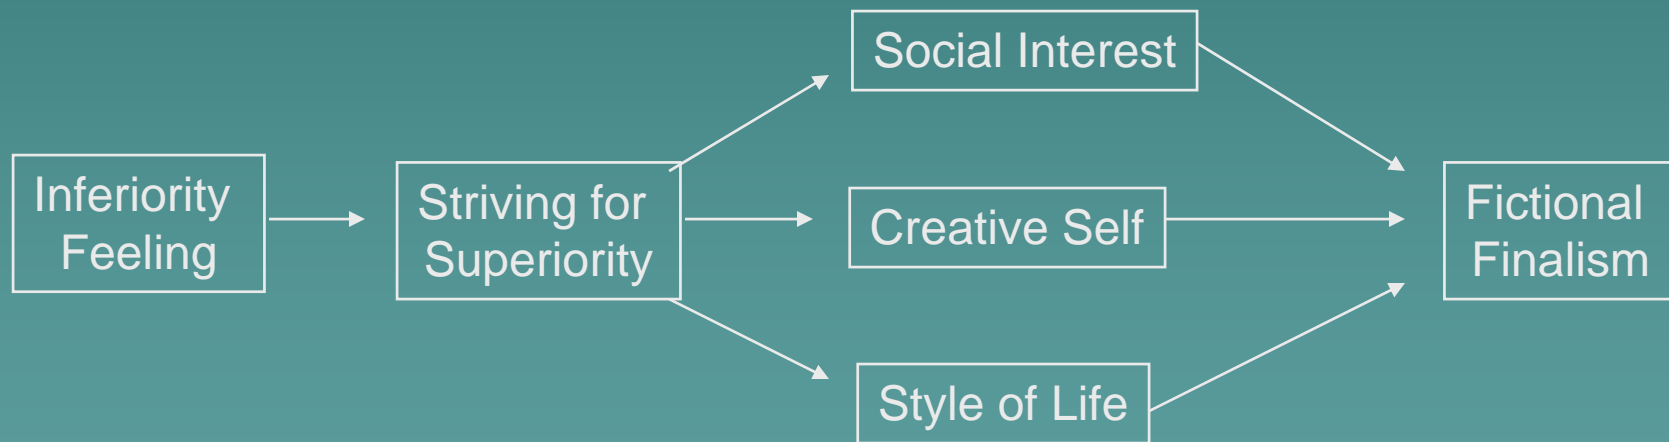 Inferiority
Feeling
Striving for
Superiority
Social Interest
Creative Self
Style of Life
Fictional
Finalism